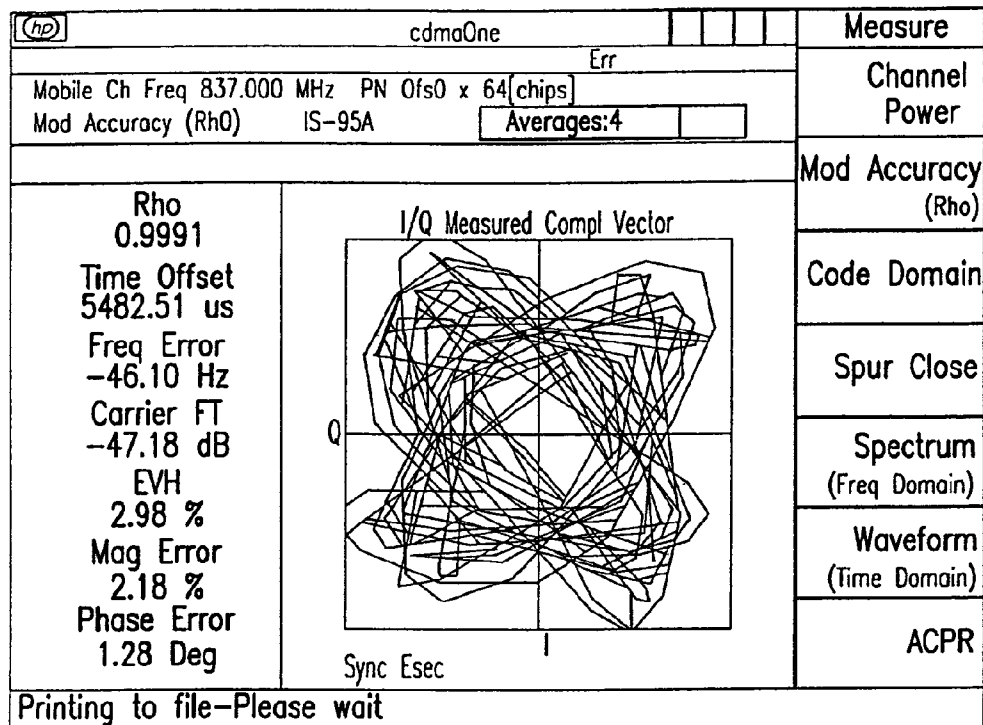 hp
cdmaOne
Err
Mobile Ch Freq 837.000 MHz PN Ofs0 x 64[chips]
Mod Accuracy (Rh0) IS-95A Averages:4
Rho
0.9991
Time Offset
5482.51 us
Freq Error
-46.10 Hz
Carrier FT
-47.18 dB
EVH
2.98 %
Mag Error
2.18 %
Phase Error
1.28 Deg
I/Q Measured Compl Vector
Q
I
Sync Esec
Measure
Channel
Power
Mod Accuracy
(Rho)
Code Domain
Spur Close
Spectrum
(Freq Domain)
Waveform
(Time Domain)
ACPR
Printing to file-Please wait